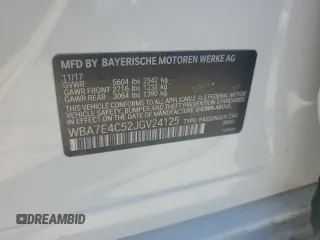 MFD BY BAYERISCHE MOTOREN WERKE AG
11/17
GVWR 5604 lbs 2542 kg
GAWR FRONT 2716 lbs 1232 kg
GAWR REAR 3064 lbs 1390 kg
THIS VEHICLE CONFORMS TO ALL APPLICABLE U.S. FEDERAL MOTOR VEHICLE SAFETY, BUMPER, AND THEFT PREVENTION STANDARDS IN EFFECT ON THE DATE OF MANUFACTURE SHOWN ABOVE.
WBA7E4C52JGV24125 TYPE: PASSENGER CAR
DREAMBID